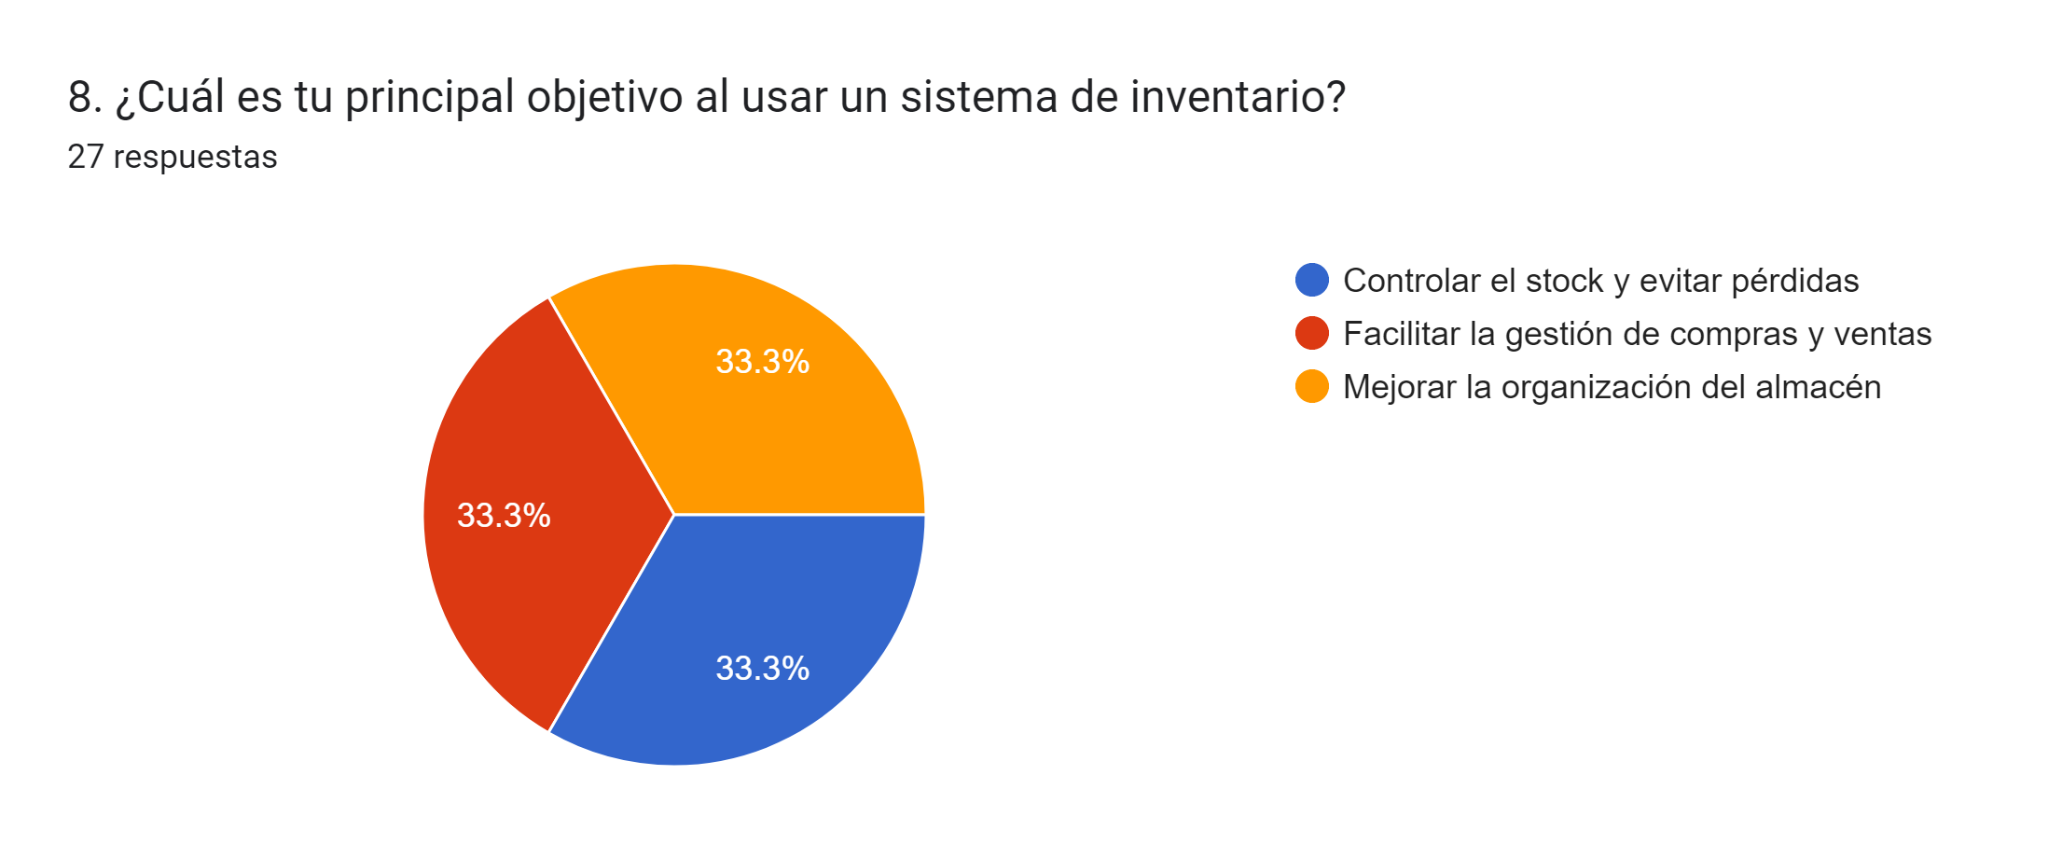 8. ¿Cuál es tu principal objetivo al usar un sistema de inventario?
27 respuestas
Controlar el stock y evitar pérdidas
Facilitar la gestión de compras y ventas
Mejorar la organización del almacén
33.3%
33.3%
33.3%